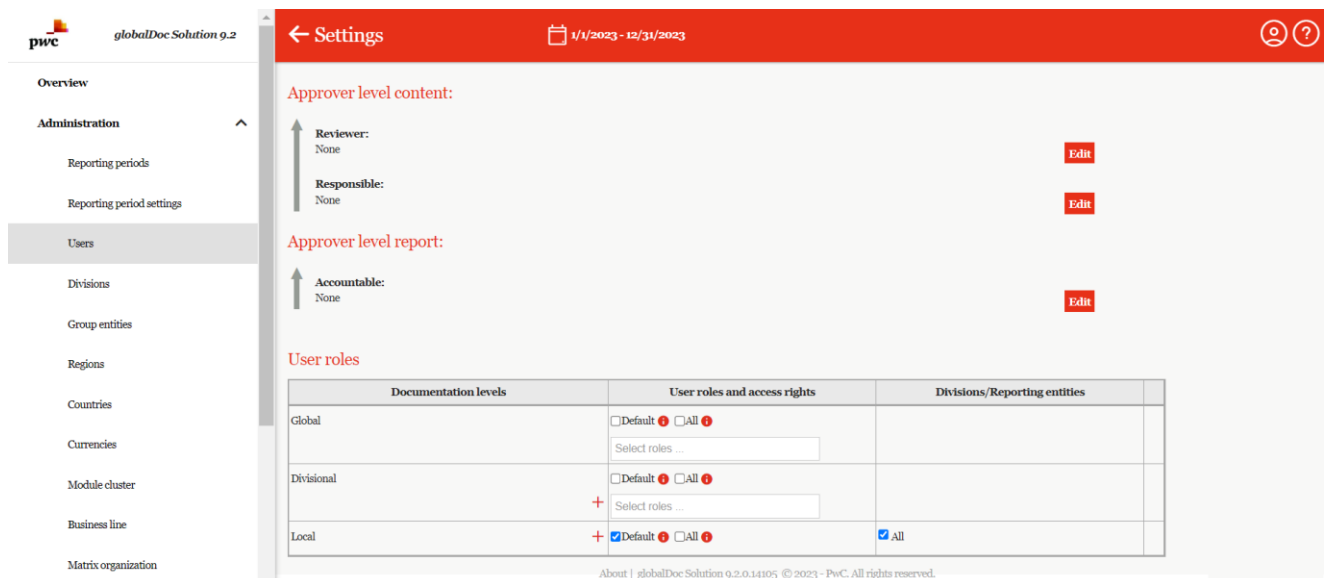 pwc
globalDoc Solution 9.2
Overview
Administration
Reporting periods
Reporting period settings
Users
Divisions
Group entities
Regions
Countries
Currencies
Module cluster
Business line
Matrix organization
Settings
1/1/2023 - 12/31/2023
?
Approver level content:
Reviewer:
None
Edit
Responsible:
None
Edit
Approver level report:
Accountable:
None
Edit
User roles
Documentation levels User roles and access rights Divisions/Reporting entities
Global Default i All i
Select roles ...
Divisional Default i All i
+ Select roles ...
Local + Default i All i All
About | globalDoc Solution 9.2.0.14105 © 2023 - PwC. All rights reserved.